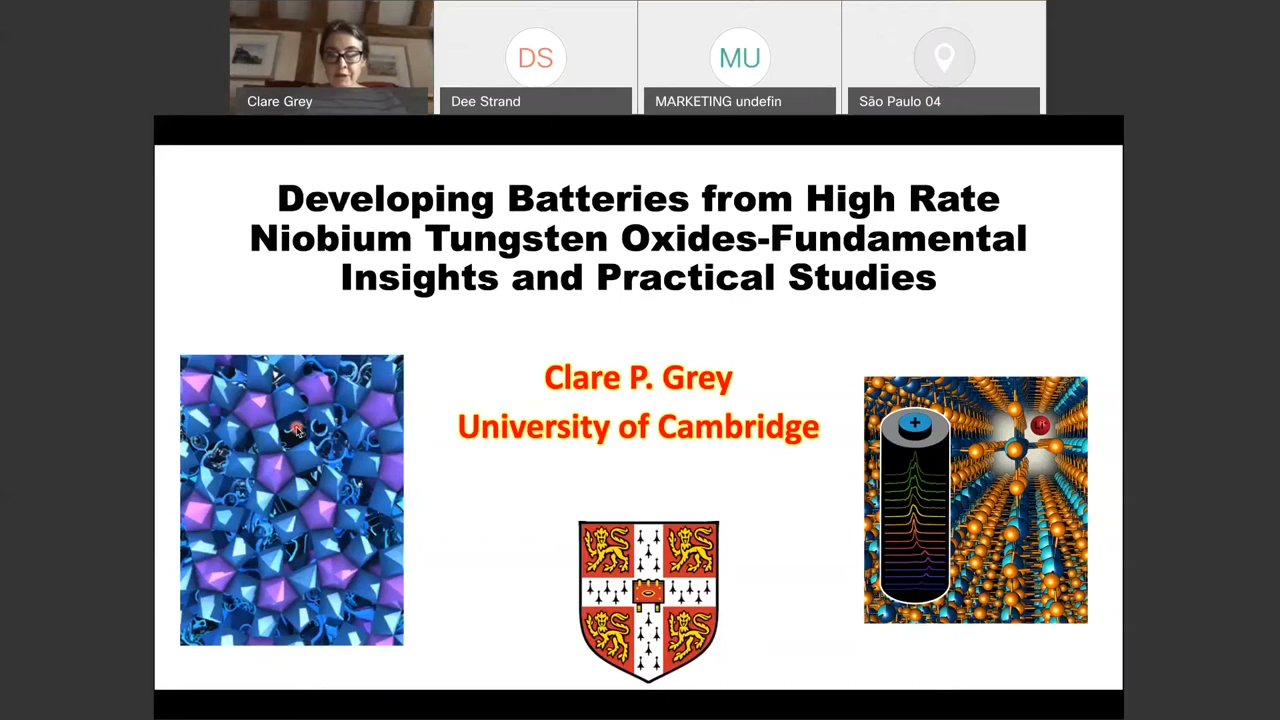 DS
MU
Clare Grey
Dee Strand
MARKETING undefin
São Paulo 04
Developing Batteries from High Rate
Niobium Tungsten Oxides-Fundamental
Insights and Practical Studies
Clare P. Grey
University of Cambridge
+